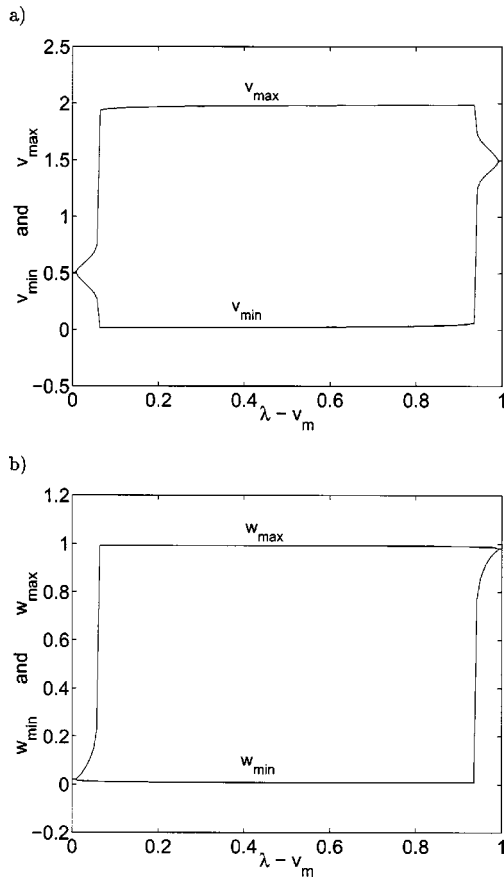 a)
2.5
2
1.5
1
0.5
0
−0.5
v_min and v_max
v_max
v_min
0 0.2 0.4 0.6 0.8 1
λ − v_m
b)
1.2
1
0.8
0.6
0.4
0.2
0
−0.2
w_min and w_max
w_max
w_min
0 0.2 0.4 0.6 0.8 1
λ − v_m